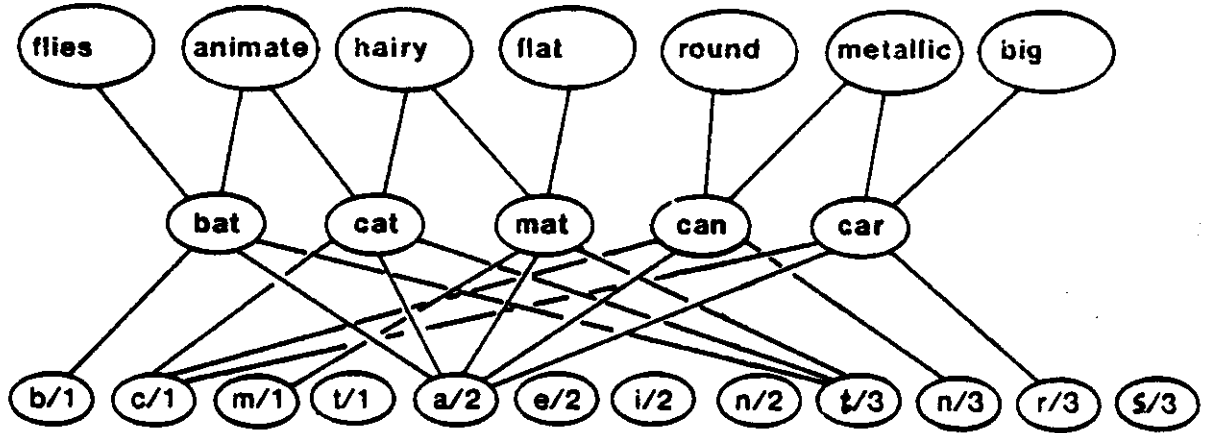 flies animate hairy flat round metallic big
bat cat mat can car
b/1 c/1 m/1 t/1 a/2 e/2 i/2 n/2 t/3 n/3 r/3 s/3